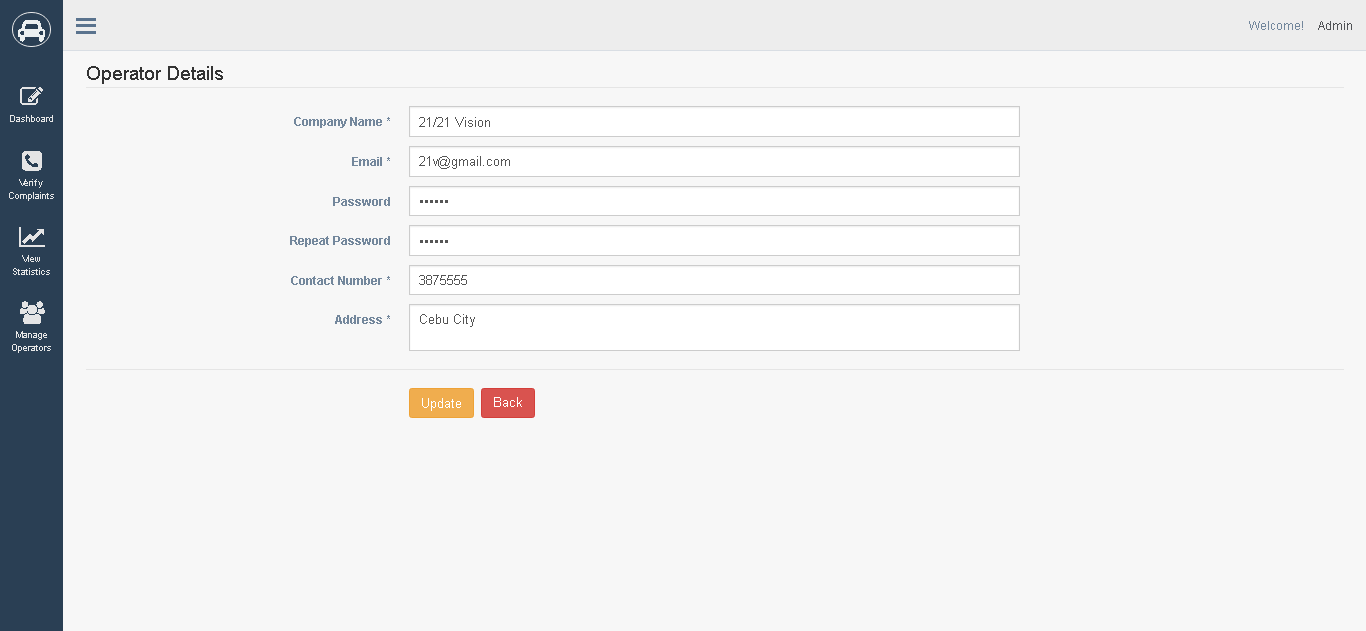 Welcome! Admin
Operator Details
Dashboard
Verify
Complaints
View
Statistics
Manage
Operators
Company Name *
21/21 Vision
Email *
21v@gmail.com
Password
••••••
Repeat Password
••••••
Contact Number *
3875555
Address *
Cebu City
Update
Back